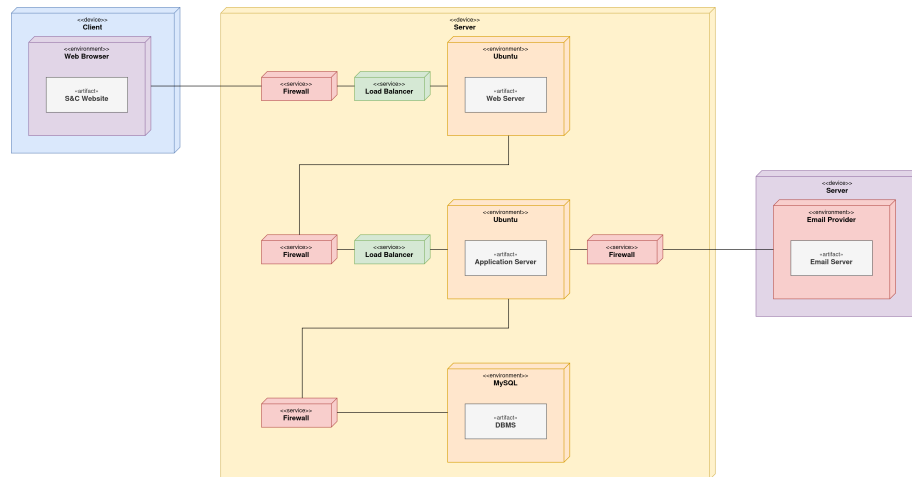 <<device>>
Client
<<environment>>
Web Browser
«artifact»
S&C Website
<<device>>
Server
<<service>>
Firewall
<<service>>
Load Balancer
<<environment>>
Ubuntu
«artifact»
Web Server
<<service>>
Firewall
<<service>>
Load Balancer
<<environment>>
Ubuntu
«artifact»
Application Server
<<service>>
Firewall
<<device>>
Server
<<environment>>
Email Provider
«artifact»
Email Server
<<service>>
Firewall
<<environment>>
MySQL
«artifact»
DBMS